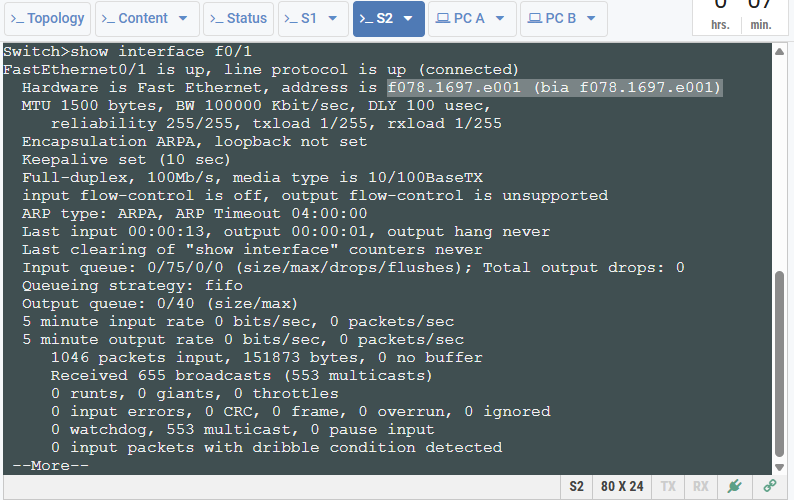 >_ Topology
>_ Content
>_ Status
>_ S1
>_ S2
PC A
PC B
hrs. min.
Switch>show interface f0/1
FastEthernet0/1 is up, line protocol is up (connected)
Hardware is Fast Ethernet, address is f078.1697.e001 (bia f078.1697.e001)
MTU 1500 bytes, BW 100000 Kbit/sec, DLY 100 usec,
reliability 255/255, txload 1/255, rxload 1/255
Encapsulation ARPA, loopback not set
Keepalive set (10 sec)
Full-duplex, 100Mb/s, media type is 10/100BaseTX
input flow-control is off, output flow-control is unsupported
ARP type: ARPA, ARP Timeout 04:00:00
Last input 00:00:13, output 00:00:01, output hang never
Last clearing of "show interface" counters never
Input queue: 0/75/0/0 (size/max/drops/flushes); Total output drops: 0
Queueing strategy: fifo
Output queue: 0/40 (size/max)
5 minute input rate 0 bits/sec, 0 packets/sec
5 minute output rate 0 bits/sec, 0 packets/sec
1046 packets input, 151873 bytes, 0 no buffer
Received 655 broadcasts (553 multicasts)
0 runts, 0 giants, 0 throttles
0 input errors, 0 CRC, 0 frame, 0 overrun, 0 ignored
0 watchdog, 553 multicast, 0 pause input
0 input packets with dribble condition detected
--More--
S2 80 X 24 TX RX